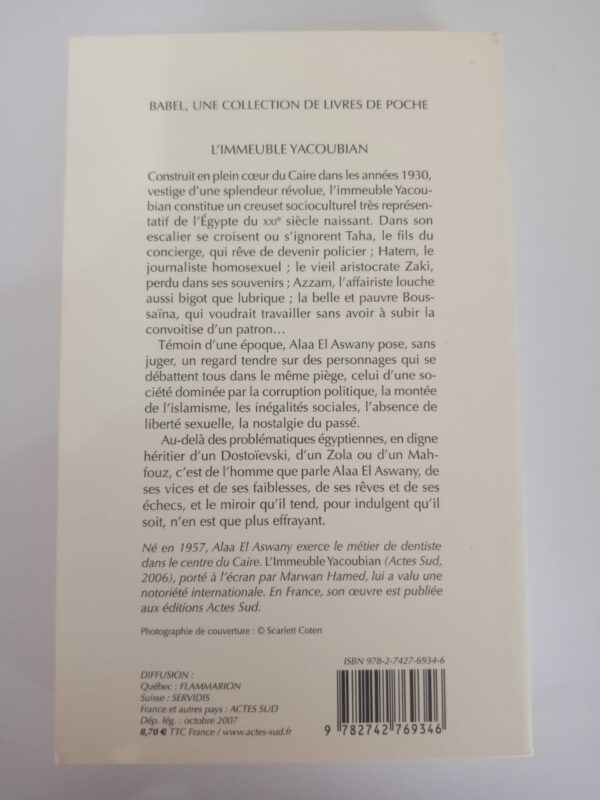 BABEL, UNE COLLECTION DE LIVRES DE POCHE
L'IMMEUBLE YACOUBIAN
Construit en plein cœur du Caire dans les années 1930,
vestige d'une splendeur révolue, l'immeuble Yacou-
bian constitue un creuset socioculturel très représen-
tatif de l'Égypte du XXIe siècle naissant. Dans son
escalier se croisent ou s'ignorent Taha, le fils du
concierge, qui rêve de devenir policier ; Hatem, le
journaliste homosexuel ; le vieil aristocrate Zaki,
perdu dans ses souvenirs ; Azzam, l'affairiste louche
aussi bigot que lubrique ; la belle et pauvre Bous-
saïna, qui voudrait travailler sans avoir à subir la
convoitise d'un patron…
Témoin d'une époque, Alaa El Aswany pose, sans
juger, un regard tendre sur des personnages qui se
débattent tous dans le même piège, celui d'une so-
ciété dominée par la corruption politique, la montée
de l'islamisme, les inégalités sociales, l'absence de
liberté sexuelle, la nostalgie du passé.
Au-delà des problématiques égyptiennes, en digne
héritier d'un Dostoïevski, d'un Zola ou d'un Mah-
fouz, c'est de l'homme que parle Alaa El Aswany, de
ses vices et de ses faiblesses, de ses rêves et de ses
échecs, et le miroir qu'il tend, pour indulgent qu'il
soit, n'en est que plus effrayant.
Né en 1957, Alaa El Aswany exerce le métier de dentiste
dans le centre du Caire. L'Immeuble Yacoubian (Actes Sud,
2006), porté à l'écran par Marwan Hamed, lui a valu une
notoriété internationale. En France, son œuvre est publiée
aux éditions Actes Sud.
Photographie de couverture : © Scarlett Coten
ISBN 978-2-7427-6934-6
DIFFUSION :
Québec : FLAMMARION
Suisse : SERVIDIS
France et autres pays : ACTES SUD
Dép. lég. : octobre 2007
8,70 € TTC France / www.actes-sud.fr
9 782742 769346